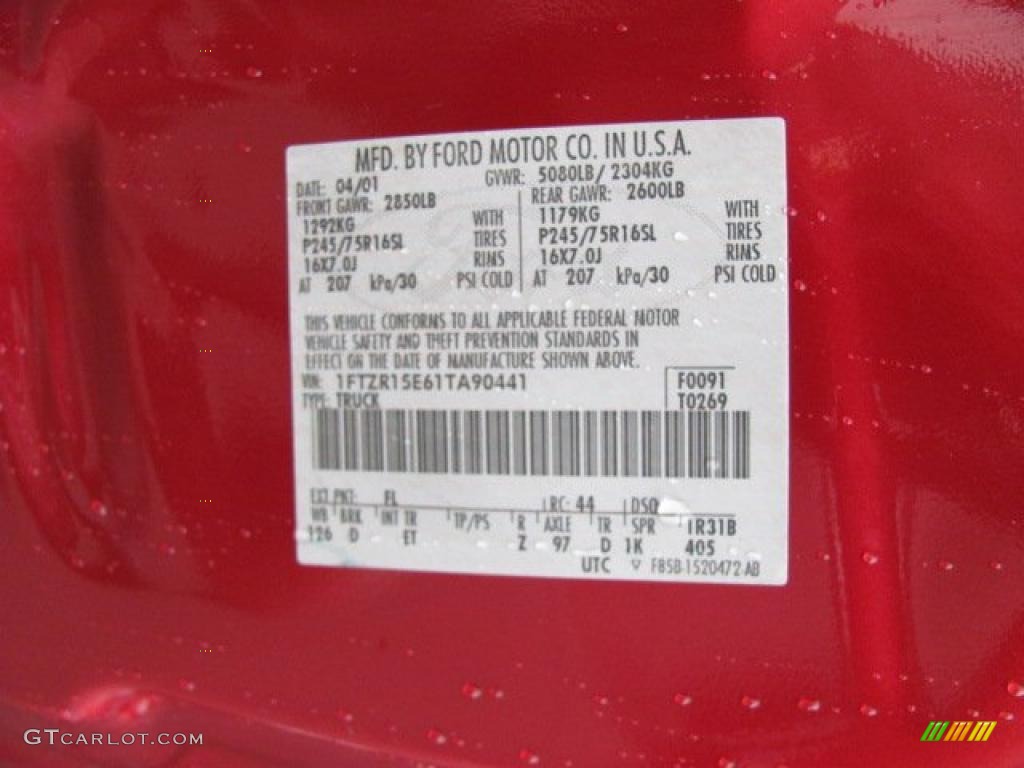 MFD. BY FORD MOTOR CO. IN U.S.A.
DATE: 04/01 GVWR: 5080LB/ 2304KG
FRONT GAWR: 2850LB REAR GAWR: 2600LB
1292KG WITH 1179KG WITH
P245/75R16SL TIRES P245/75R16SL TIRES
16X7.0J RIMS 16X7.0J RIMS
AT 207 kPa/30 PSI COLD AT 207 kPa/30 PSI COLD
THIS VEHICLE CONFORMS TO ALL APPLICABLE FEDERAL MOTOR
VEHICLE SAFETY AND THEFT PREVENTION STANDARDS IN
EFFECT ON THE DATE OF MANUFACTURE SHOWN ABOVE.
VIN: 1FTZR15E61TA90441 F0091
TYPE: TRUCK T0269
EXT PNT: FL RC: 44 DSO:
WB BRK INT TR TP/PS R AXLE TR SPR 1R31B
126 D ET Z 97 D 1K 405
UTC F85B-1520472-AB
GTCARLOT.COM